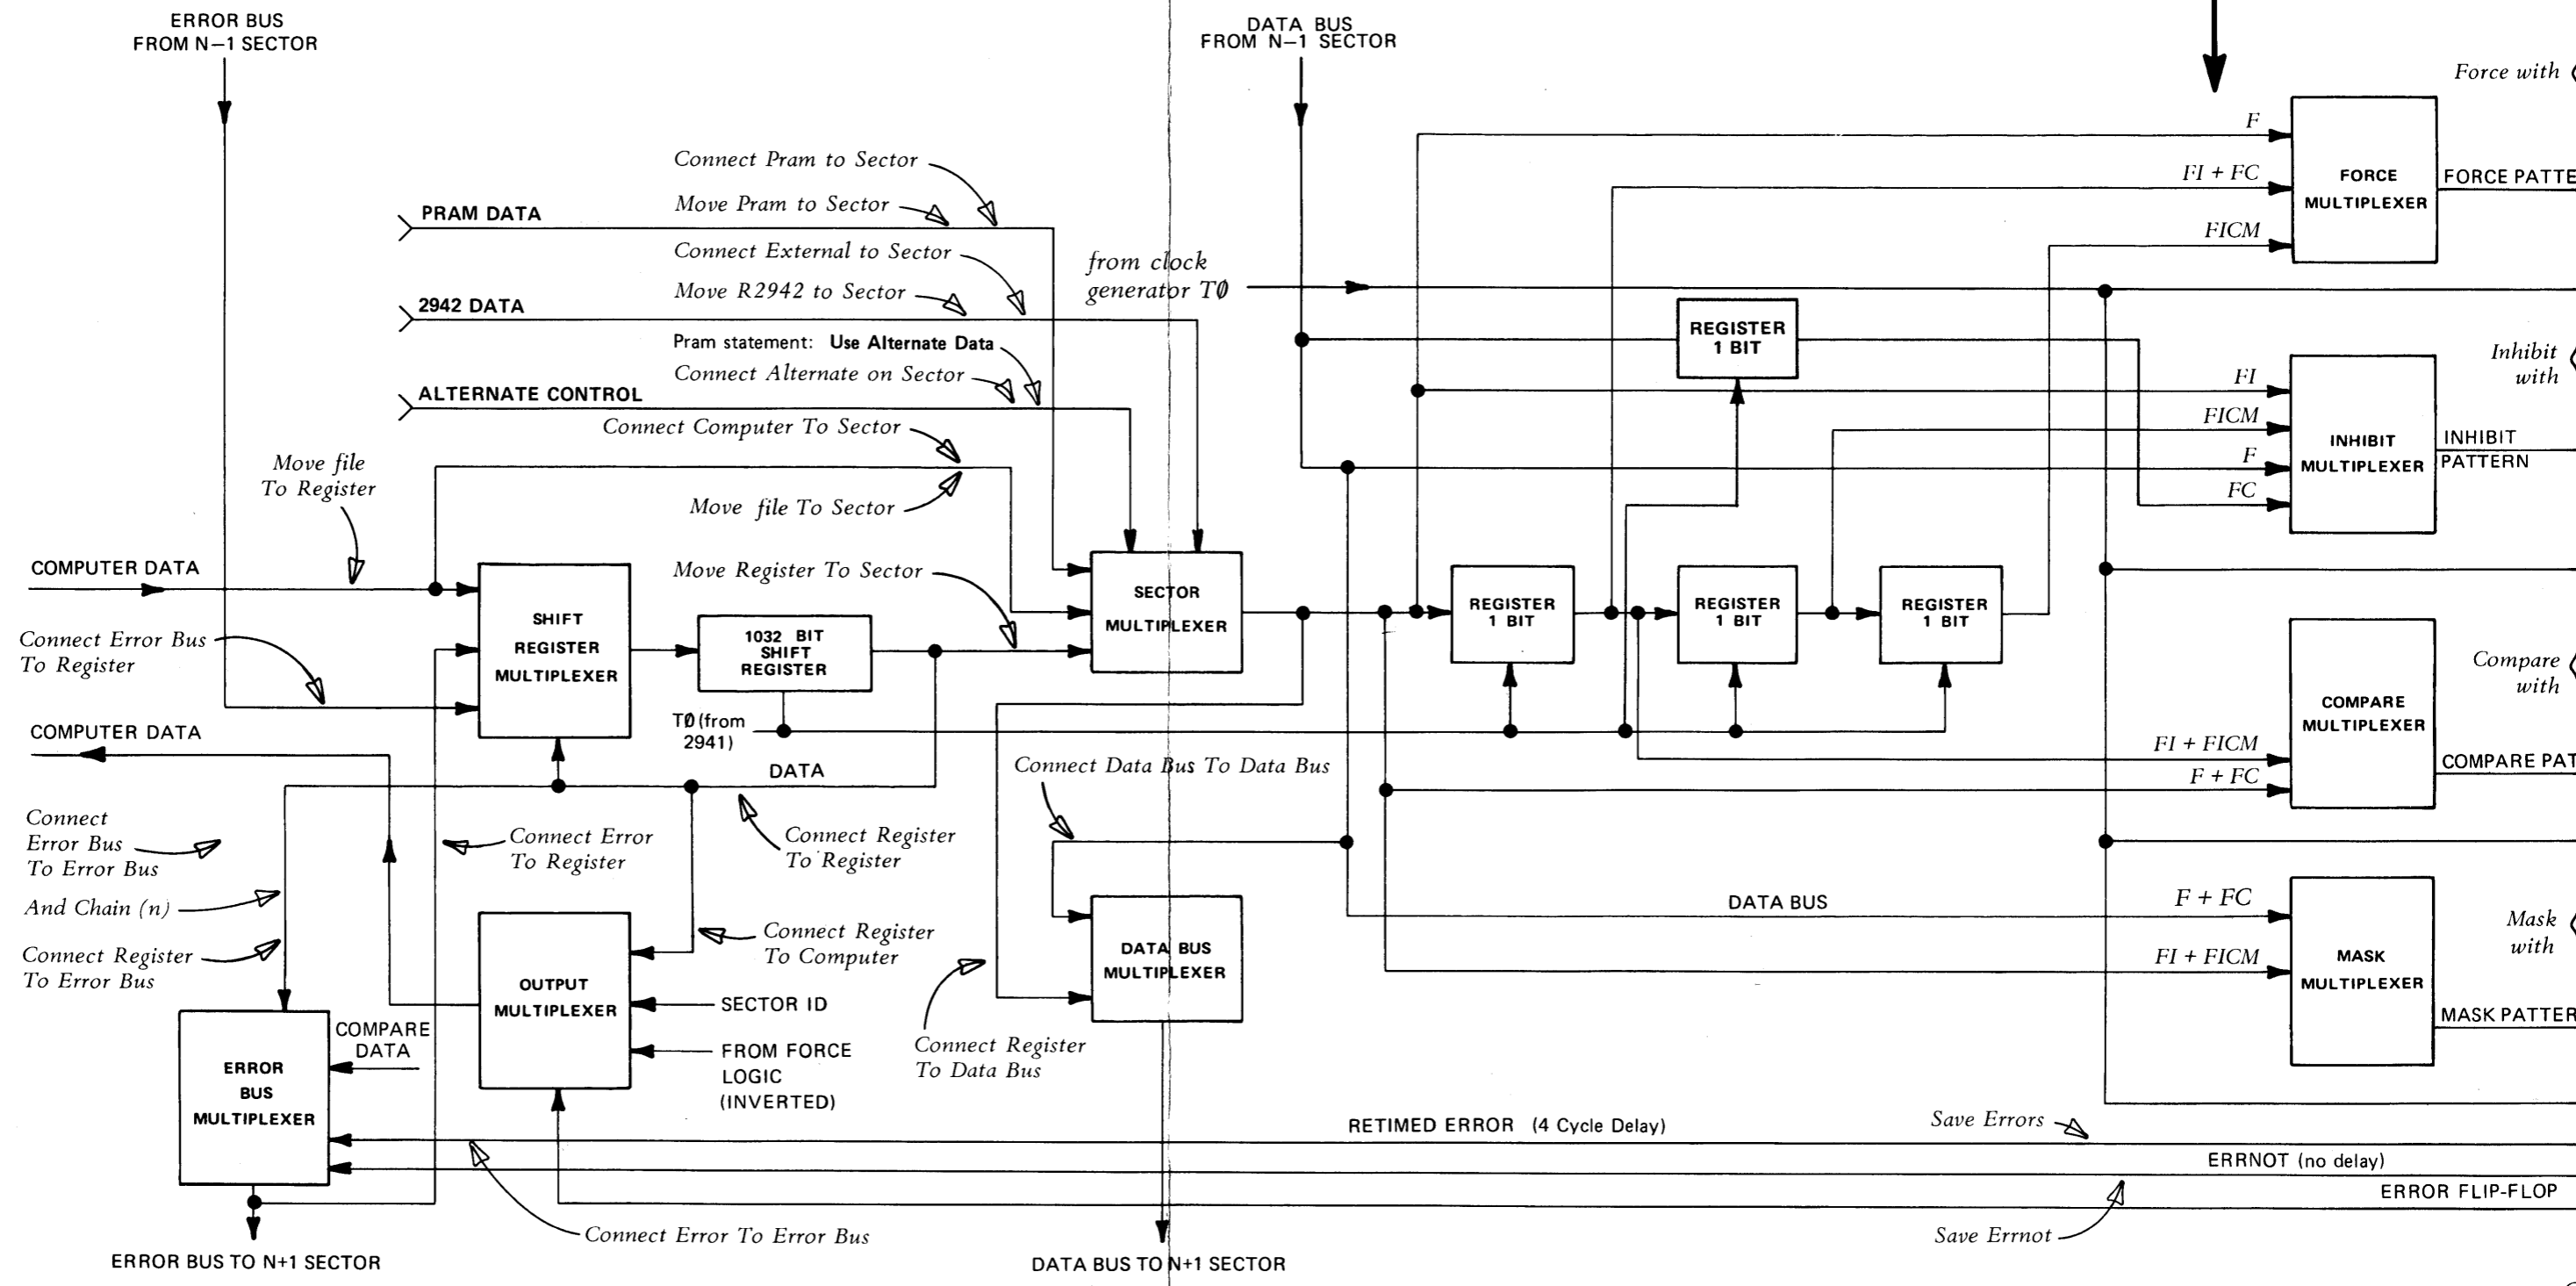 ERROR BUS
FROM N—1 SECTOR
DATA BUS
FROM N—1 SECTOR
Force with
F
FI + FC
FICM
FORCE
MULTIPLEXER
FORCE PATTE
Connect Pram to Sector
Move Pram to Sector
PRAM DATA
Connect External to Sector
Move R2942 to Sector
2942 DATA
from clock
generator TØ
Pram statement: Use Alternate Data
Connect Alternate on Sector
ALTERNATE CONTROL
Connect Computer To Sector
Move file To Sector
REGISTER
1 BIT
Inhibit
with
FI
FICM
F
FC
INHIBIT
MULTIPLEXER
INHIBIT
PATTERN
Move file
To Register
COMPUTER DATA
Connect Error Bus
To Register
COMPUTER DATA
SHIFT
REGISTER
MULTIPLEXER
1032 BIT
SHIFT
REGISTER
Move Register To Sector
SECTOR
MULTIPLEXER
REGISTER
1 BIT
REGISTER
1 BIT
REGISTER
1 BIT
TØ (from
2941)
DATA
Compare
with
COMPARE
MULTIPLEXER
FI + FICM
F + FC
COMPARE PAT
Connect Data Bus To Data Bus
Connect
Error Bus
To Error Bus
And Chain (n)
Connect Register
To Error Bus
Connect Error
To Register
Connect Register
To Register
Connect Register
To Computer
OUTPUT
MULTIPLEXER
SECTOR ID
FROM FORCE
LOGIC
(INVERTED)
DATA BUS
MULTIPLEXER
Connect Register
To Data Bus
DATA BUS
F + FC
FI + FICM
Mask
with
MASK
MULTIPLEXER
MASK PATTER
COMPARE
DATA
ERROR
BUS
MULTIPLEXER
RETIMED ERROR (4 Cycle Delay)
Save Errors
ERRNOT (no delay)
ERROR FLIP-FLOP
Save Errnot
Connect Error To Error Bus
ERROR BUS TO N+1 SECTOR
DATA BUS TO N+1 SECTOR